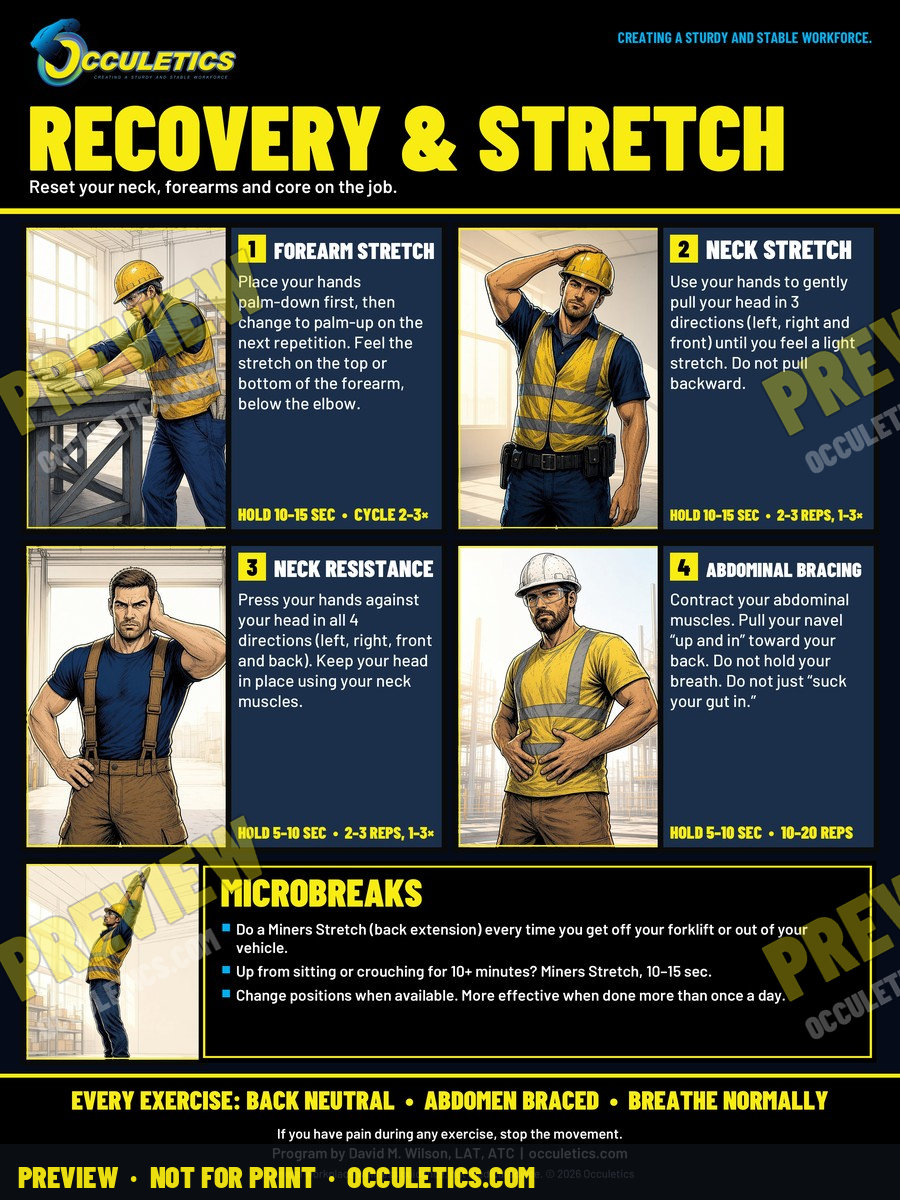 OCCULETICS
CREATING A STURDY AND STABLE WORKFORCE
CREATING A STURDY AND STABLE WORKFORCE.
RECOVERY & STRETCH
Reset your neck, forearms and core on the job.
1 FOREARM STRETCH
Place your hands
palm-down first, then
change to palm-up on the
next repetition. Feel the
stretch on the top or
bottom of the forearm,
below the elbow.
HOLD 10-15 SEC • CYCLE 2-3×
2 NECK STRETCH
Use your hands to gently
pull your head in 3
directions (left, right and
front) until you feel a light
stretch. Do not pull
backward.
HOLD 10-15 SEC • 2-3 REPS, 1-3×
PREVIEW
OCCULETICS.COM
PREV
OCCULET
3 NECK RESISTANCE
Press your hands against
your head in all 4
directions (left, right, front
and back). Keep your head
in place using your neck
muscles.
HOLD 5-10 SEC • 2-3 REPS, 1-3×
4 ABDOMINAL BRACING
Contract your abdominal
muscles. Pull your navel
“up and in” toward your
back. Do not hold your
breath. Do not just “suck
your gut in.”
HOLD 5-10 SEC • 10-20 REPS
MICROBREAKS
Do a Miners Stretch (back extension) every time you get off your forklift or out of your
vehicle.
Up from sitting or crouching for 10+ minutes? Miners Stretch, 10-15 sec.
Change positions when available. More effective when done more than once a day.
PREVIEW
OCCULETICS.COM
PREV
OCCULET
EVERY EXERCISE: BACK NEUTRAL • ABDOMEN BRACED • BREATHE NORMALLY
If you have pain during any exercise, stop the movement.
Program by David M. Wilson, LAT, ATC | occuletics.com
© 2026 Occuletics
PREVIEW · NOT FOR PRINT · OCCULETICS.COM